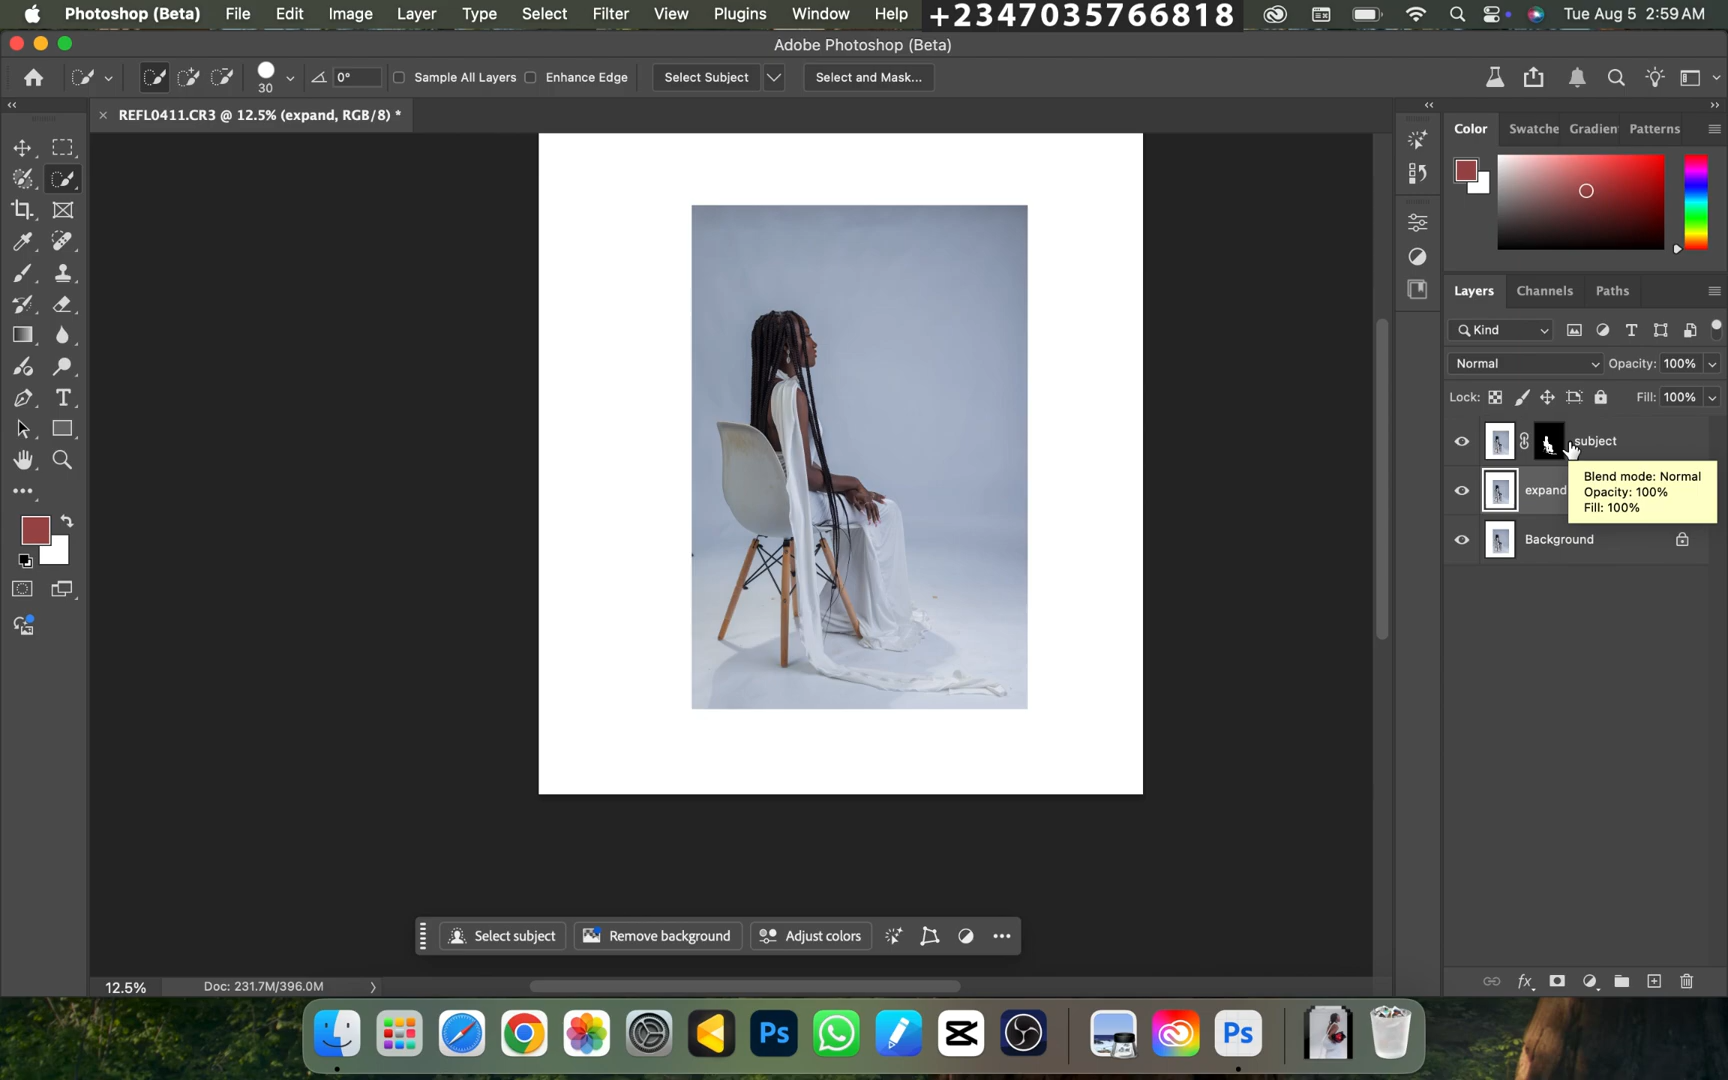 Photoshop (Beta) File Edit Image Layer Type Select Filter View Plugins Window Help +2347035766818 Tue Aug 5 2:59 AM
Adobe Photoshop (Beta)
30 0° Sample All Layers Enhance Edge Select Subject Select and Mask...
REFL0411.CR3 @ 12.5% (expand, RGB/8) *
Color Swatche Gradien Patterns
Layers Channels Paths
Kind
Normal Opacity: 100%
Lock: Fill: 100%
subject
Blend mode: Normal
expand
Opacity: 100%
Fill: 100%
Background
Select subject Remove background Adjust colors
12.5% Doc: 231.7M/396.0M
Ps Ps